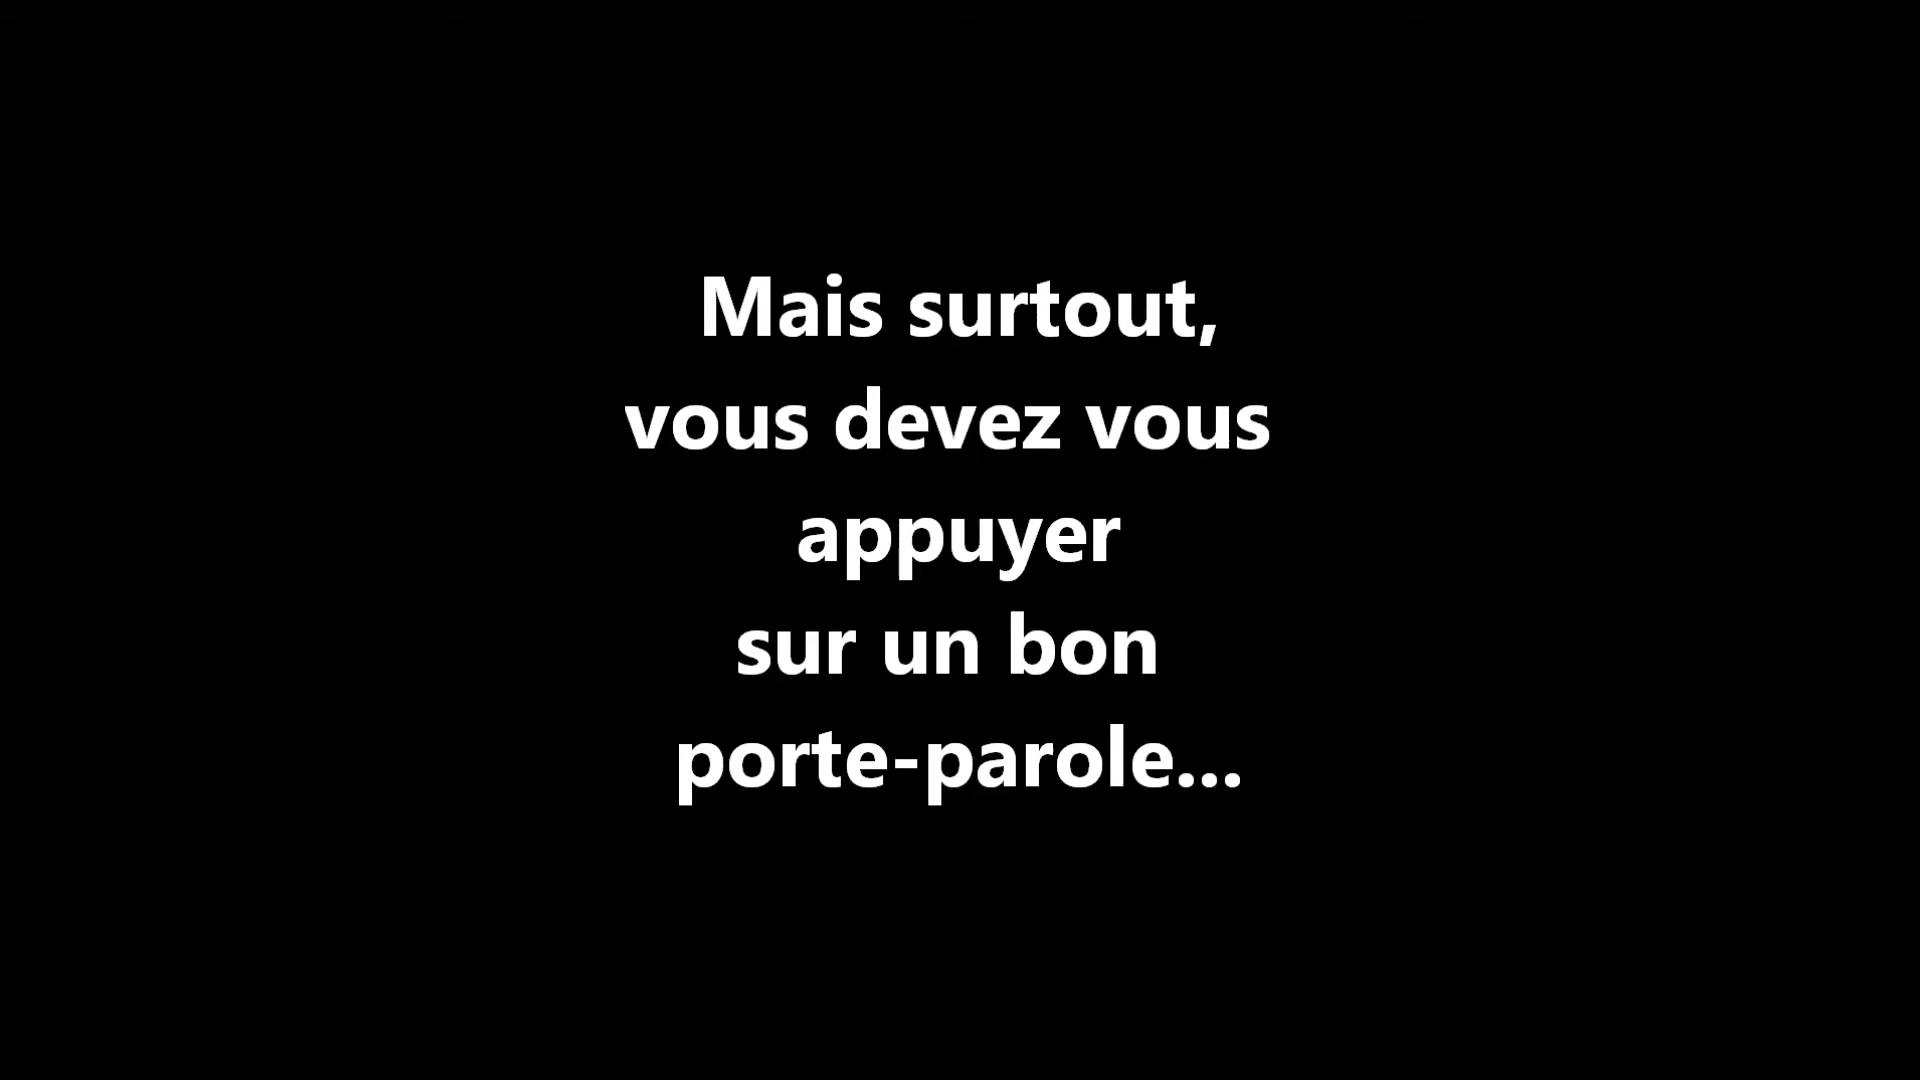 Mais surtout,
vous devez vous
appuyer
sur un bon
porte-parole...